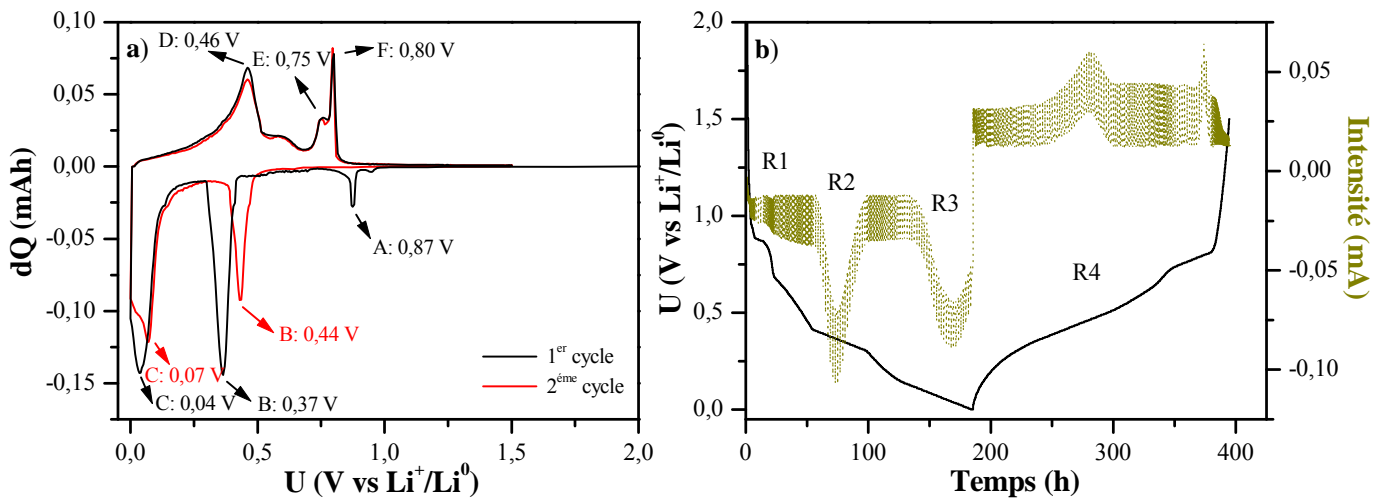 a)
0,10
0,05
0,00
-0,05
-0,10
-0,15
dQ (mAh)
D: 0,46 V
E: 0,75 V
F: 0,80 V
A: 0,87 V
B: 0,44 V
C: 0,07 V
C: 0,04 V
B: 0,37 V
1er cycle
2éme cycle
0,0 0,5 1,0 1,5 2,0
U (V vs Li+/Li0)
b)
2,0
1,5
1,0
0,5
0,0
U (V vs Li+/Li0)
R1
R2
R3
R4
0,05
0,00
-0,05
-0,10
Intensité (mA)
0 100 200 300 400
Temps (h)